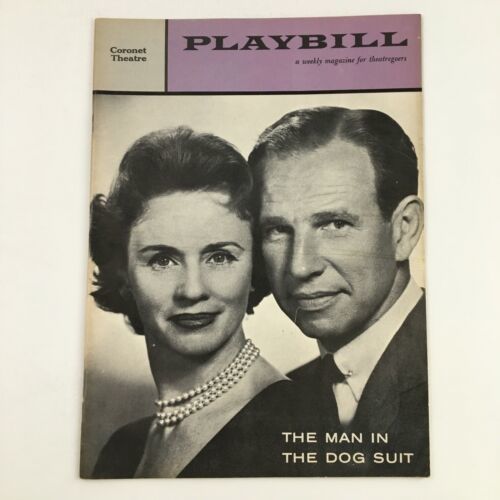 Coronet
Theatre
PLAYBILL
a weekly magazine for theatregoers
THE MAN IN
THE DOG SUIT